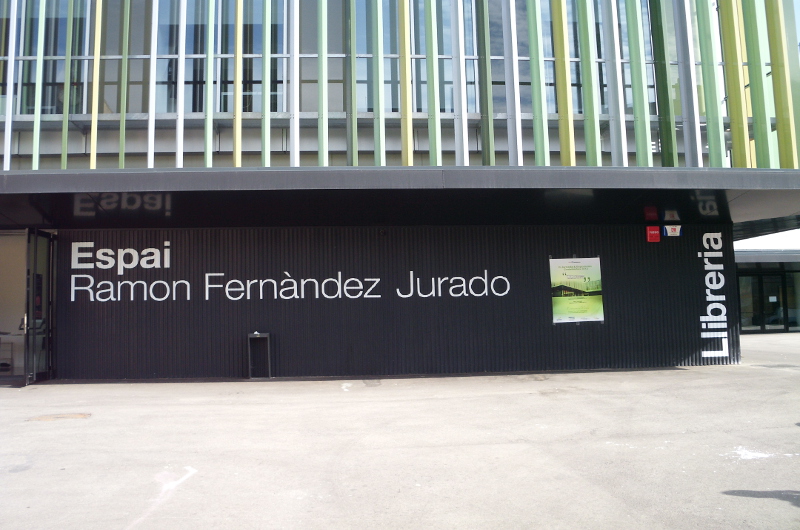 Espai
Ramon Fernàndez Jurado
Llibreria